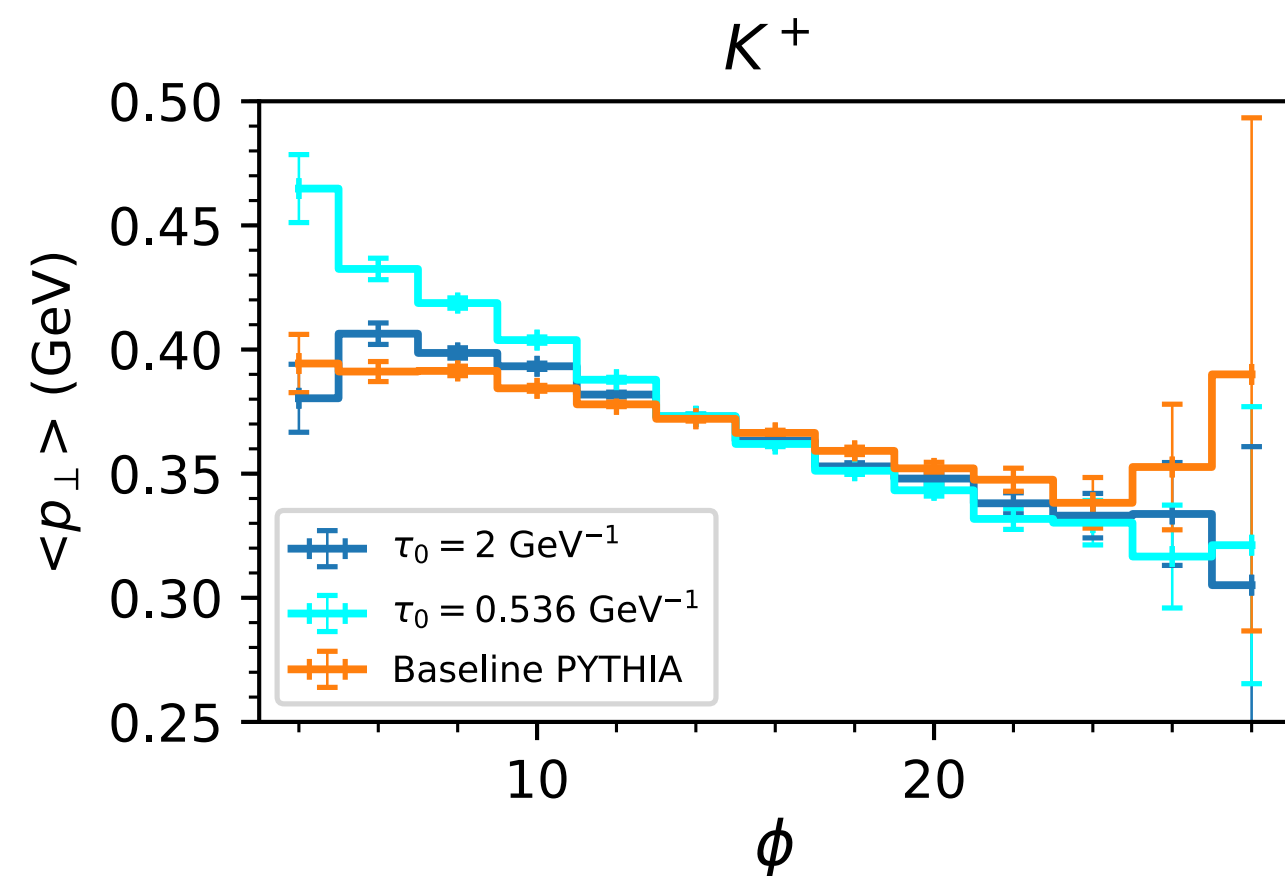 K⁺
0.50
0.45
0.40
0.35
0.30
0.25
<p⊥> (GeV)
τ₀ = 2 GeV⁻¹
τ₀ = 0.536 GeV⁻¹
Baseline PYTHIA
10
20
ϕ